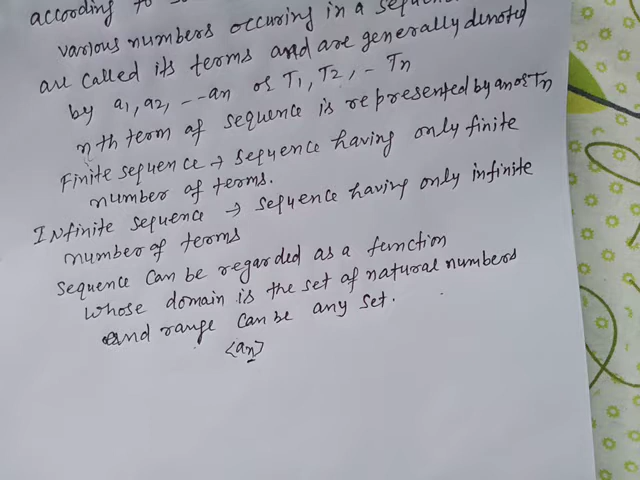 according to
various numbers occuring in a seque
are called its terms and are generally denoted
by a1, a2, --an or T1, T2, - Tn
nth term of sequence is represented by an or Tn
Finite sequence → sequence having only finite
number of terms.
INfinite sequence → sequence having only infinite
number of terms
sequence can be regarded as a function
whose domain is the set of natural numbers
and range can be any set.
<an>